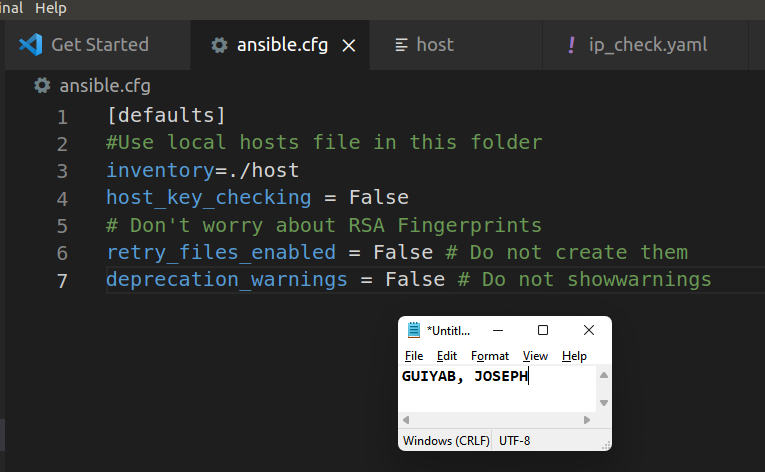 nal Help
Get Started ansible.cfg host ! ip_check.yaml
ansible.cfg
1 [defaults]
2 #Use local hosts file in this folder
3 inventory=./host
4 host_key_checking = False
5 # Don't worry about RSA Fingerprints
6 retry_files_enabled = False # Do not create them
7 deprecation_warnings = False # Do not showwarnings
*Untitl...
File Edit Format View Help
GUIYAB, JOSEPH
Windows (CRLF) UTF-8